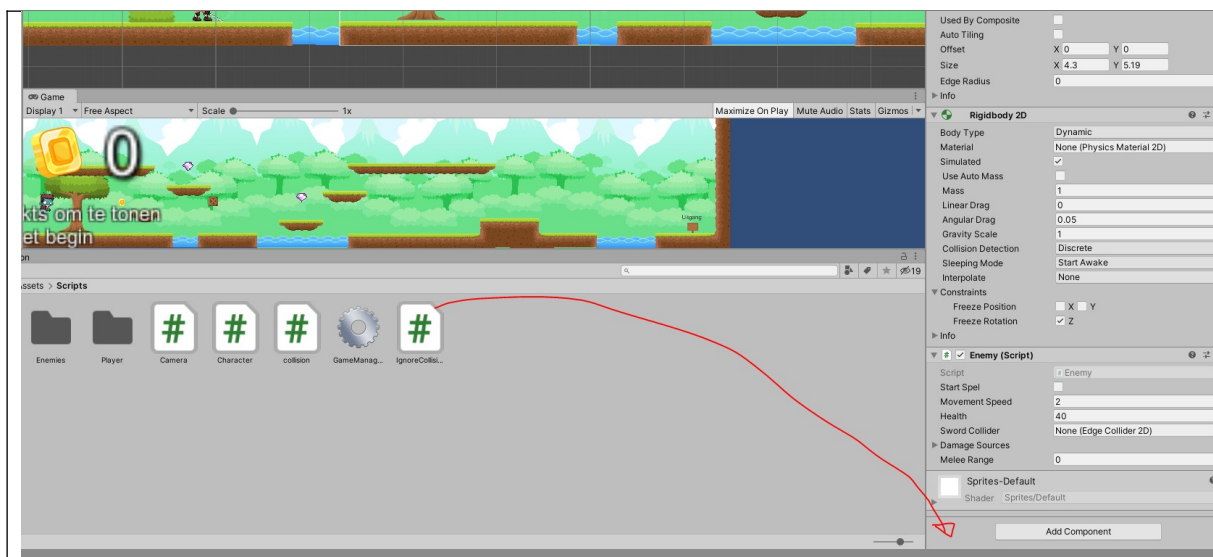 Used By Composite
Auto Tiling
Offset X 0 Y 0
Size X 4.3 Y 5.19
Edge Radius 0
Info
Game
Display 1 Free Aspect Scale 1x Maximize On Play Mute Audio Stats Gizmos
Rigidbody 2D
Body Type Dynamic
Material None (Physics Material 2D)
Simulated
Use Auto Mass
Mass 1
Linear Drag 0
Angular Drag 0.05
Gravity Scale 1
Collision Detection Discrete
Sleeping Mode Start Awake
Interpolate None
Constraints
Freeze Position X Y
Freeze Rotation Z
Info
0
kts om te tonen
et begin
Uitgang
on
19
ssets > Scripts
Enemies Player Camera Character collision GameManag... IgnoreCollisi...
# Enemy (Script)
Script Enemy
Start Spel
Movement Speed 2
Health 40
Sword Collider None (Edge Collider 2D)
Damage Sources
Melee Range 0
Sprites-Default
Shader Sprites/Default
Add Component